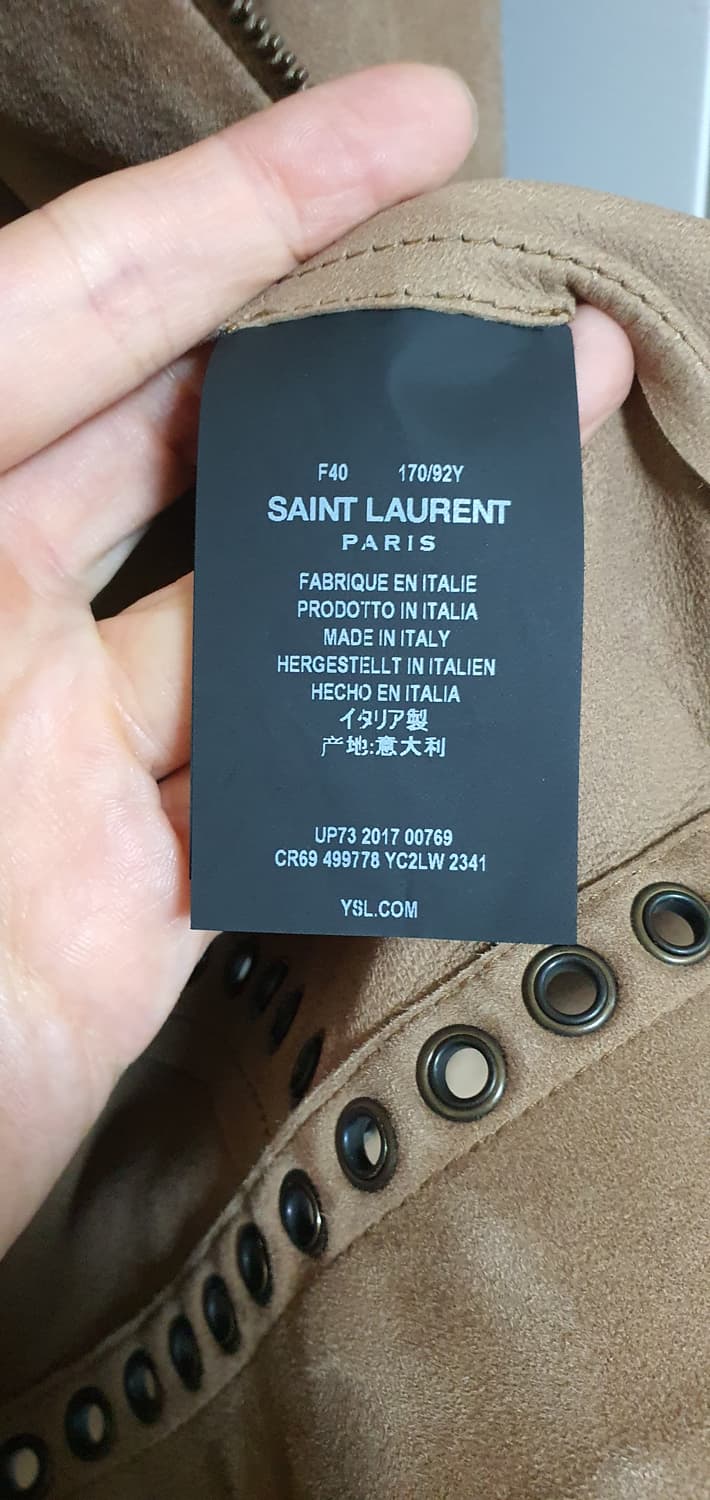 F40 170/92Y
SAINT LAURENT
PARIS
FABRIQUE EN ITALIE
PRODOTTO IN ITALIA
MADE IN ITALY
HERGESTELLT IN ITALIEN
HECHO EN ITALIA
イタリア製
产地:意大利
UP73 2017 00769
CR69 499778 YC2LW 2341
YSL.COM